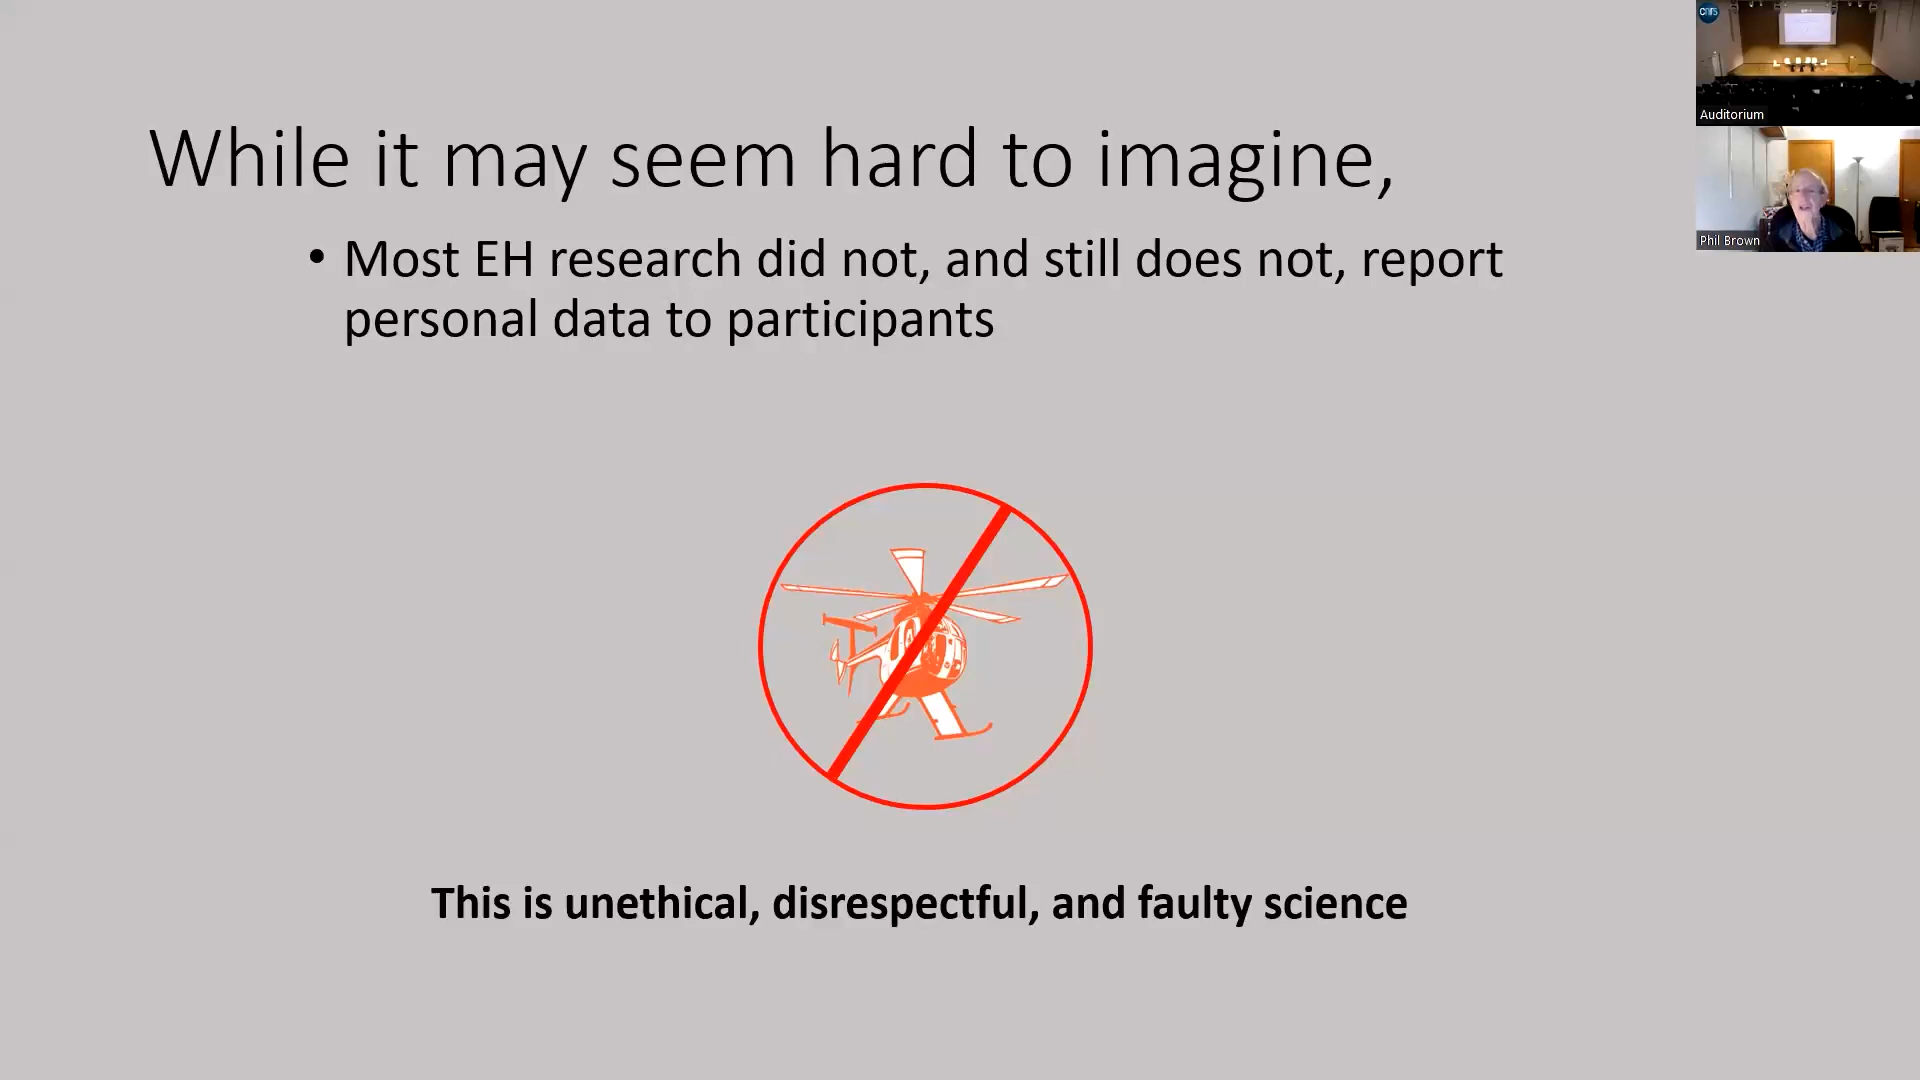 While it may seem hard to imagine,
• Most EH research did not, and still does not, report
personal data to participants
This is unethical, disrespectful, and faulty science
cnrs
Auditorium
Phil Brown